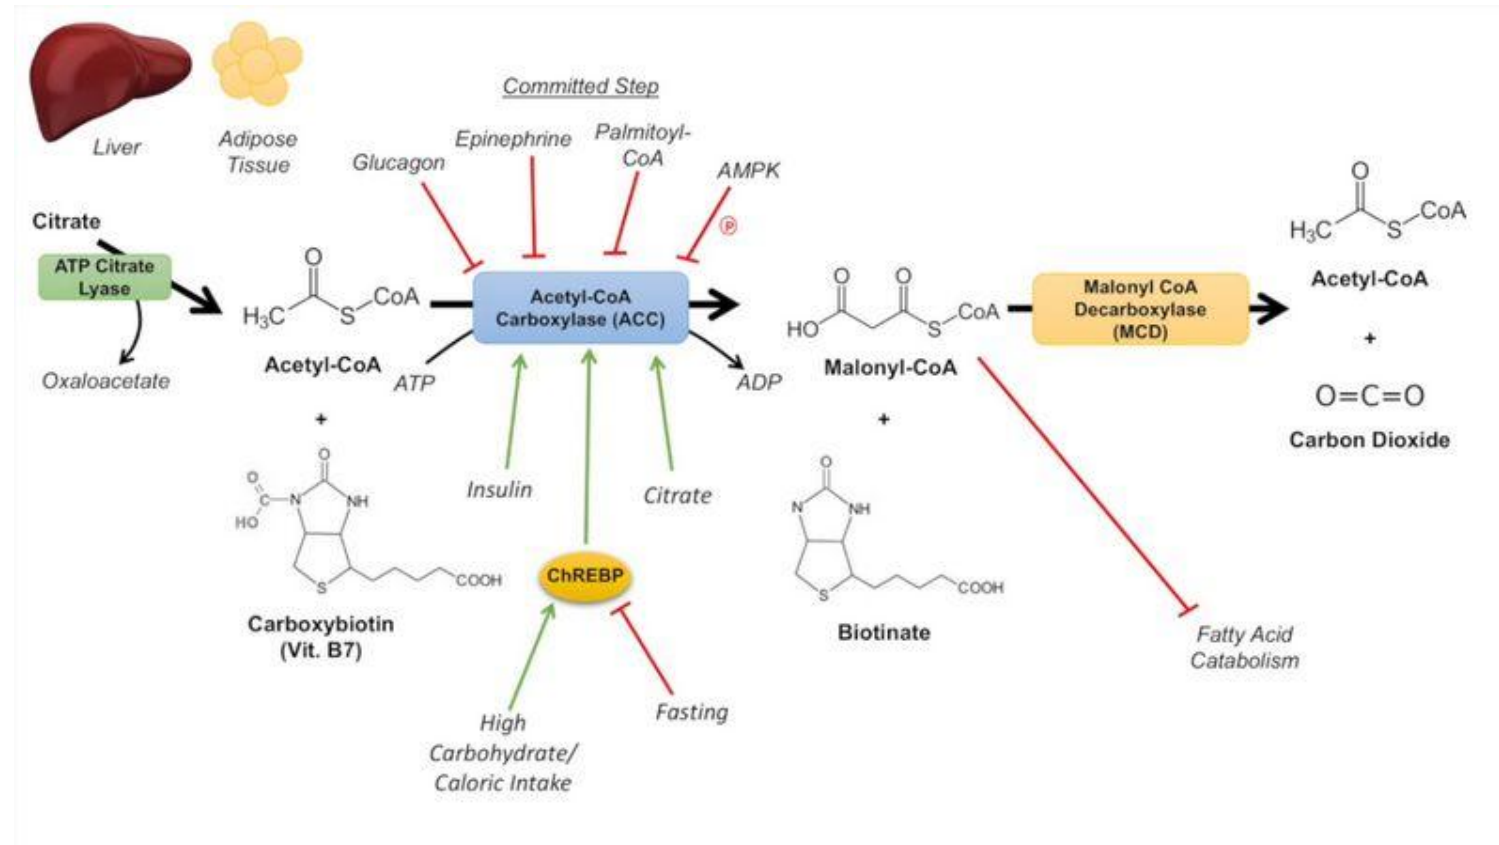 Committed Step
Liver
Adipose
Tissue
Glucagon
Epinephrine
Palmitoyl-
CoA
AMPK
P
Citrate
ATP Citrate
Lyase
Oxaloacetate
O
H₃C
S
CoA
Acetyl-CoA
+
Acetyl-CoA
Carboxylase (ACC)
ATP
ADP
O
O
HO
S
CoA
Malonyl-CoA
+
Malonyl CoA
Decarboxylase
(MCD)
O
H₃C
S
CoA
Acetyl-CoA
+
O=C=O
Carbon Dioxide
O
O
C
N
NH
HO
S
COOH
Carboxybiotin
(Vit. B7)
Insulin
Citrate
ChREBP
High
Carbohydrate/
Caloric Intake
Fasting
O
N
NH
S
COOH
Biotinate
Fatty Acid
Catabolism